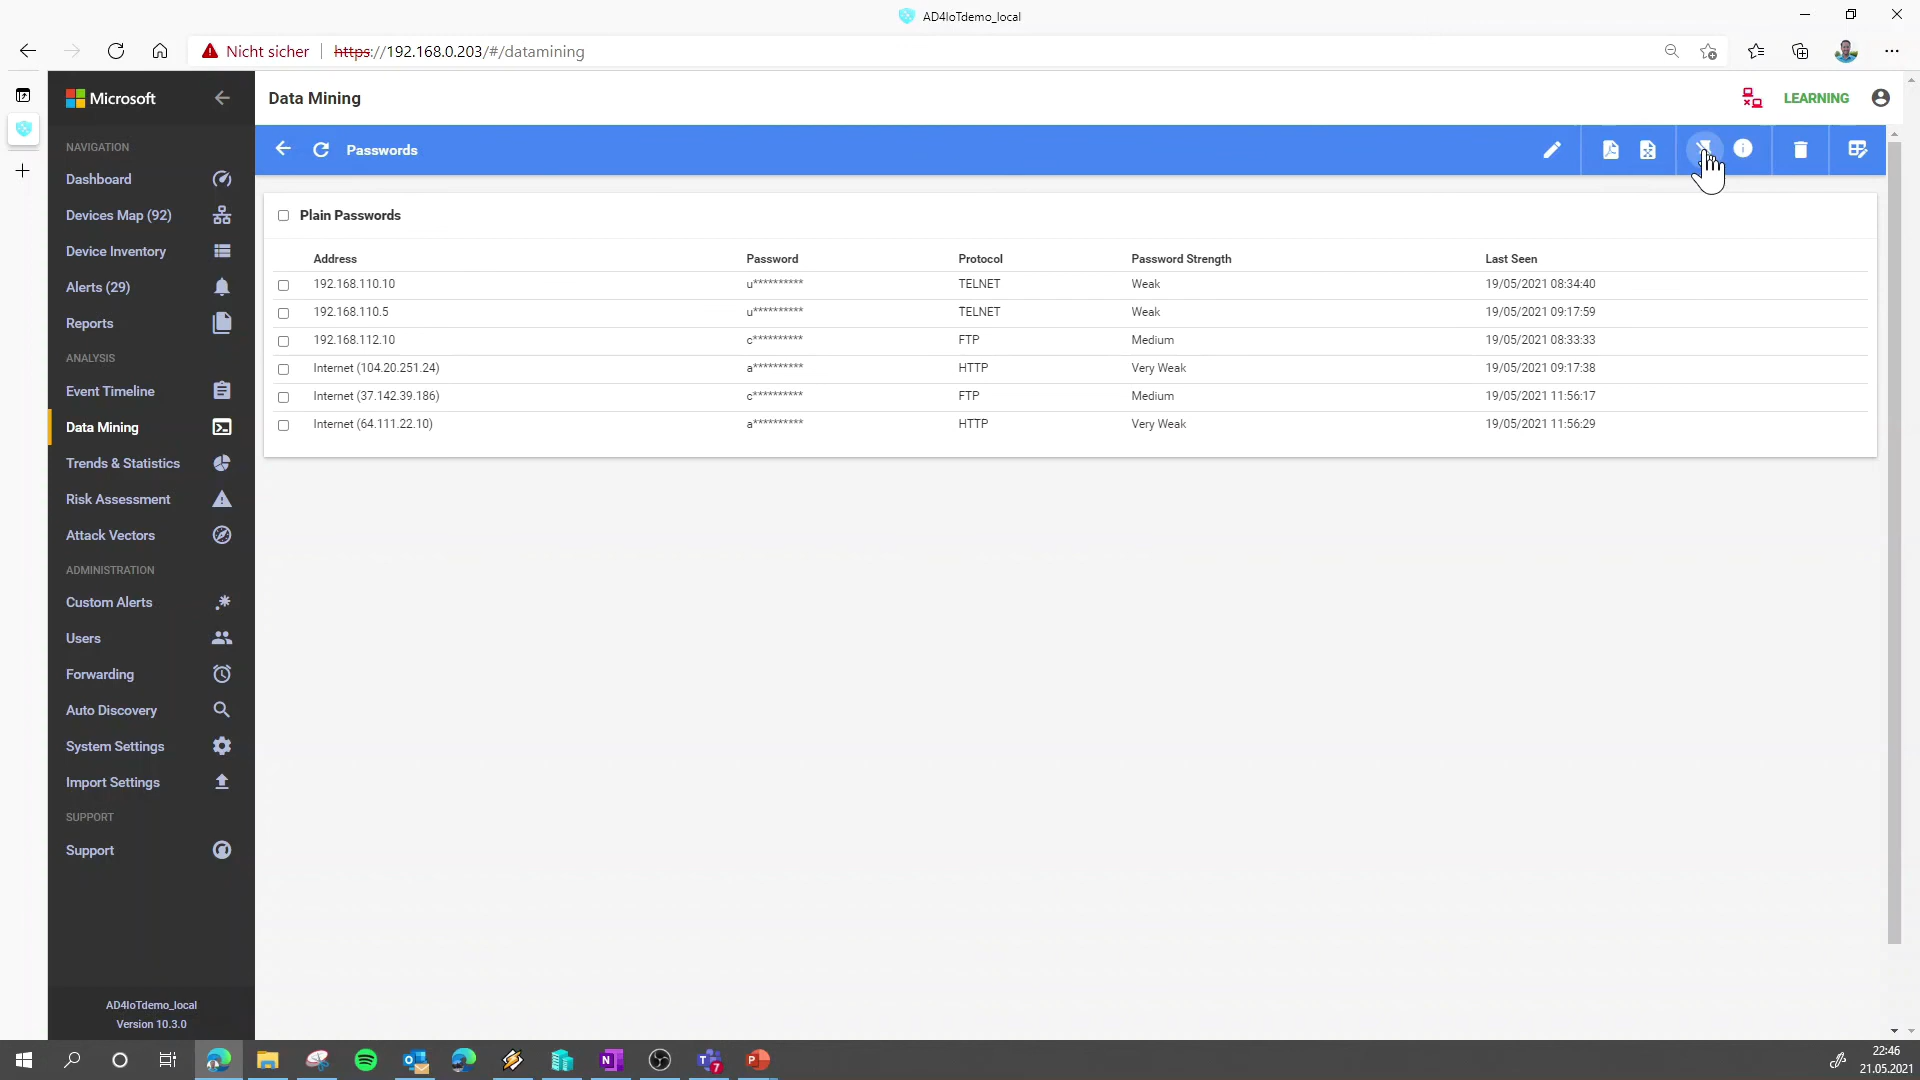 AD4IoTdemo_local
Nicht sicher https://192.168.0.203/#/datamining
Microsoft
Data Mining
LEARNING
NAVIGATION
Dashboard
Devices Map (92)
Device Inventory
Alerts (29)
Reports
ANALYSIS
Event Timeline
Data Mining
Trends & Statistics
Risk Assessment
Attack Vectors
ADMINISTRATION
Custom Alerts
Users
Forwarding
Auto Discovery
System Settings
Import Settings
SUPPORT
Support
AD4IoTdemo_local
Version 10.3.0
Passwords
Plain Passwords
Address Password Protocol Password Strength Last Seen
192.168.110.10 u********** TELNET Weak 19/05/2021 08:34:40
192.168.110.5 u********** TELNET Weak 19/05/2021 09:17:59
192.168.112.10 c********** FTP Medium 19/05/2021 08:33:33
Internet (104.20.251.24) a********** HTTP Very Weak 19/05/2021 09:17:38
Internet (37.142.39.186) c********** FTP Medium 19/05/2021 11:56:17
Internet (64.111.22.10) a********** HTTP Very Weak 19/05/2021 11:56:29
22:46
21.05.2021